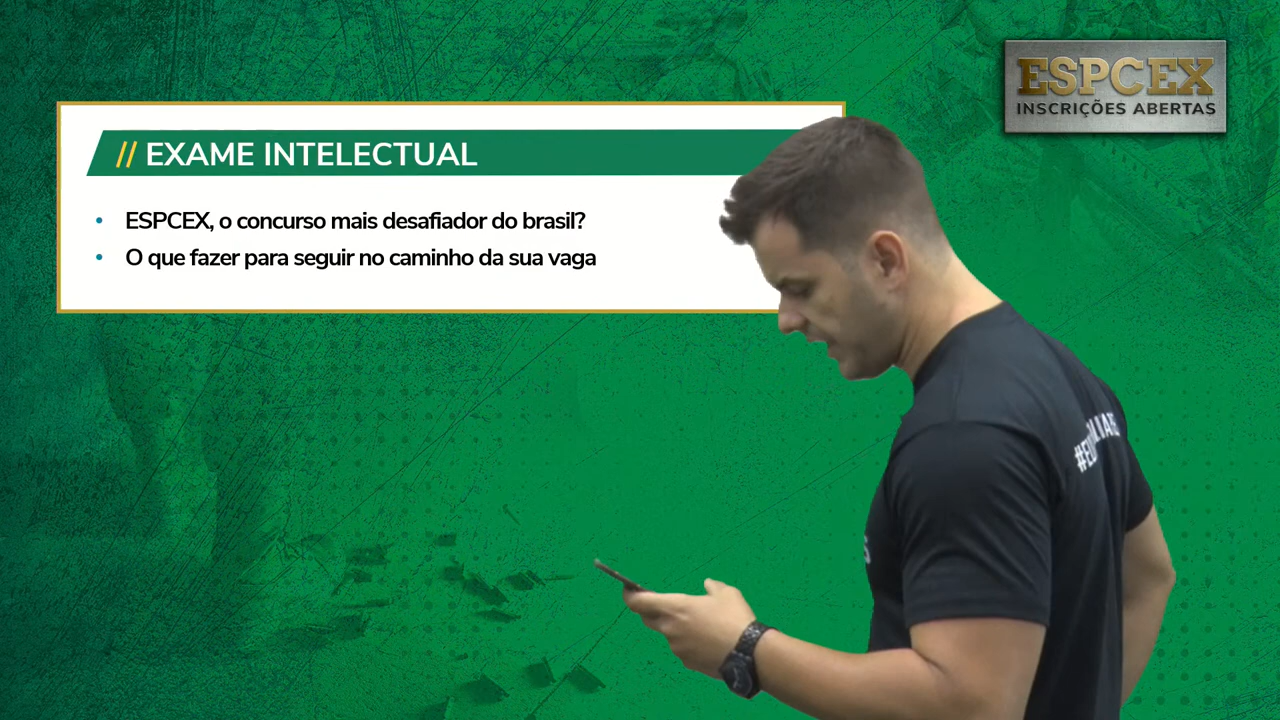 ESPCEX
INSCRIÇÕES ABERTAS
// EXAME INTELECTUAL
• ESPCEX, o concurso mais desafiador do brasil?
• O que fazer para seguir no caminho da sua vaga